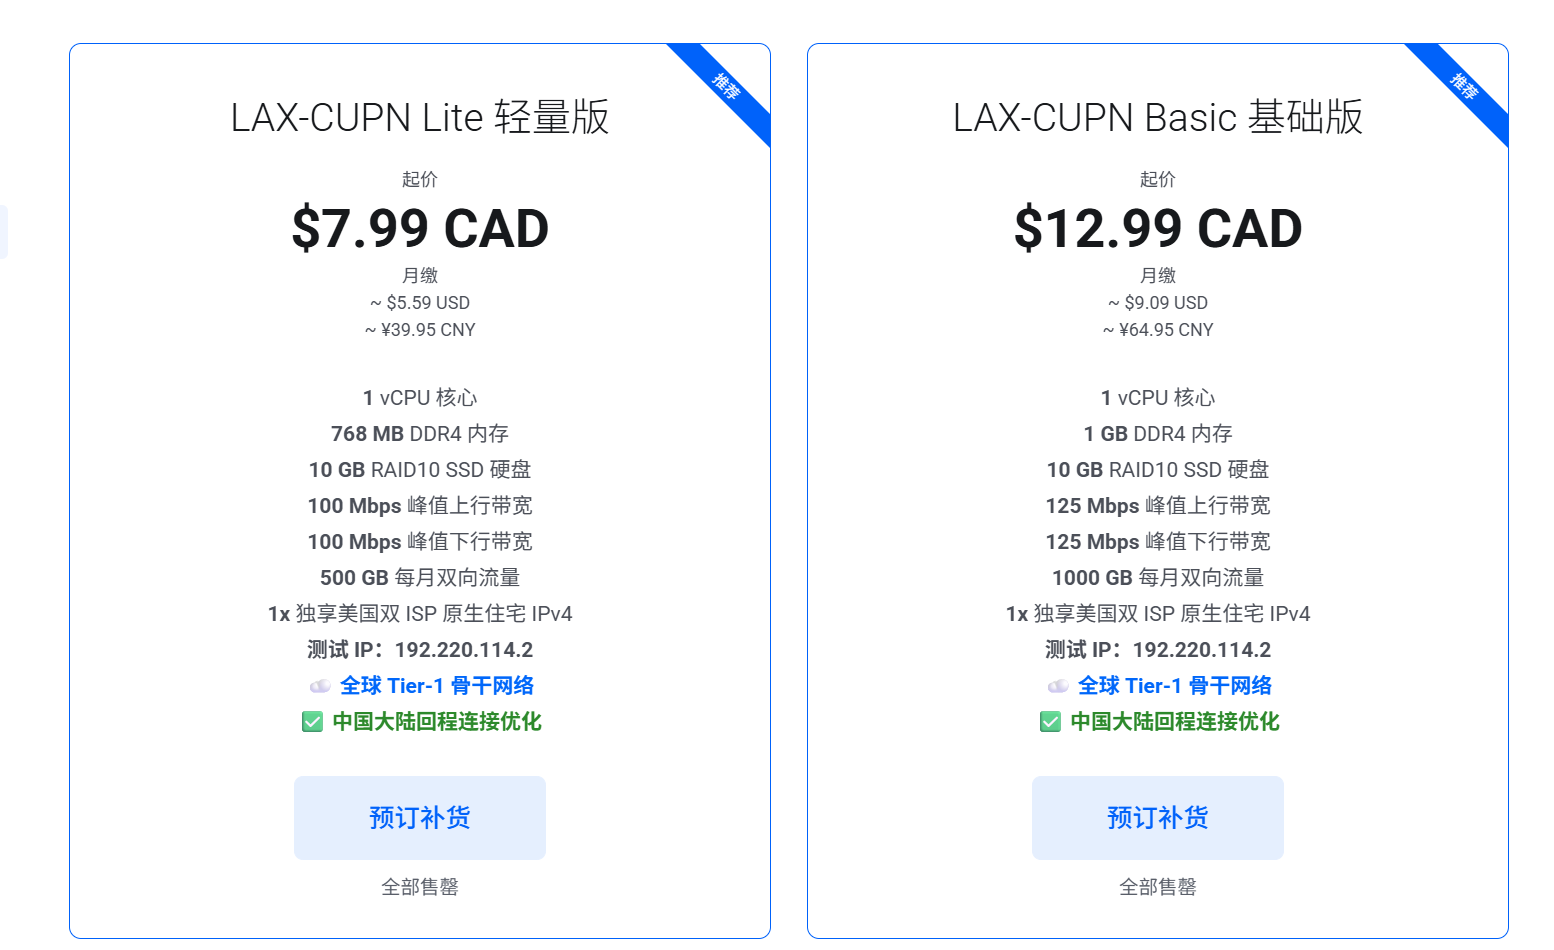 推荐
LAX-CUPN Lite 轻量版
起价
$7.99 CAD
月缴
~ $5.59 USD
~ ¥39.95 CNY
1 vCPU 核心
768 MB DDR4 内存
10 GB RAID10 SSD 硬盘
100 Mbps 峰值上行带宽
100 Mbps 峰值下行带宽
500 GB 每月双向流量
1x 独享美国双 ISP 原生住宅 IPv4
测试 IP：192.220.114.2
全球 Tier-1 骨干网络
✅ 中国大陆回程连接优化
预订补货
全部售罄
推荐
LAX-CUPN Basic 基础版
起价
$12.99 CAD
月缴
~ $9.09 USD
~ ¥64.95 CNY
1 vCPU 核心
1 GB DDR4 内存
10 GB RAID10 SSD 硬盘
125 Mbps 峰值上行带宽
125 Mbps 峰值下行带宽
1000 GB 每月双向流量
1x 独享美国双 ISP 原生住宅 IPv4
测试 IP：192.220.114.2
全球 Tier-1 骨干网络
✅ 中国大陆回程连接优化
预订补货
全部售罄